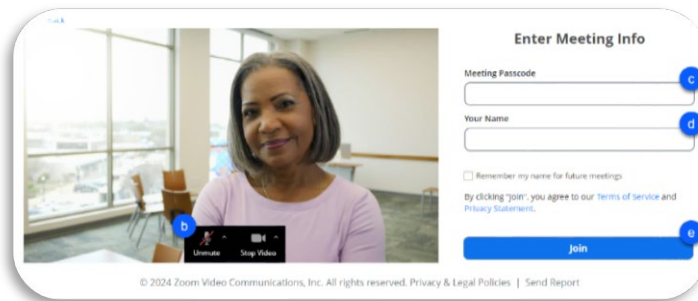 Enter Meeting Info
Meeting Passcode
c
Your Name
d
Remember my name for future meetings
By clicking "Join", you agree to our Terms of Service and
Privacy Statement.
b
Unmute
Stop Video
e
Join
© 2024 Zoom Video Communications, Inc. All rights reserved. Privacy & Legal Policies | Send Report